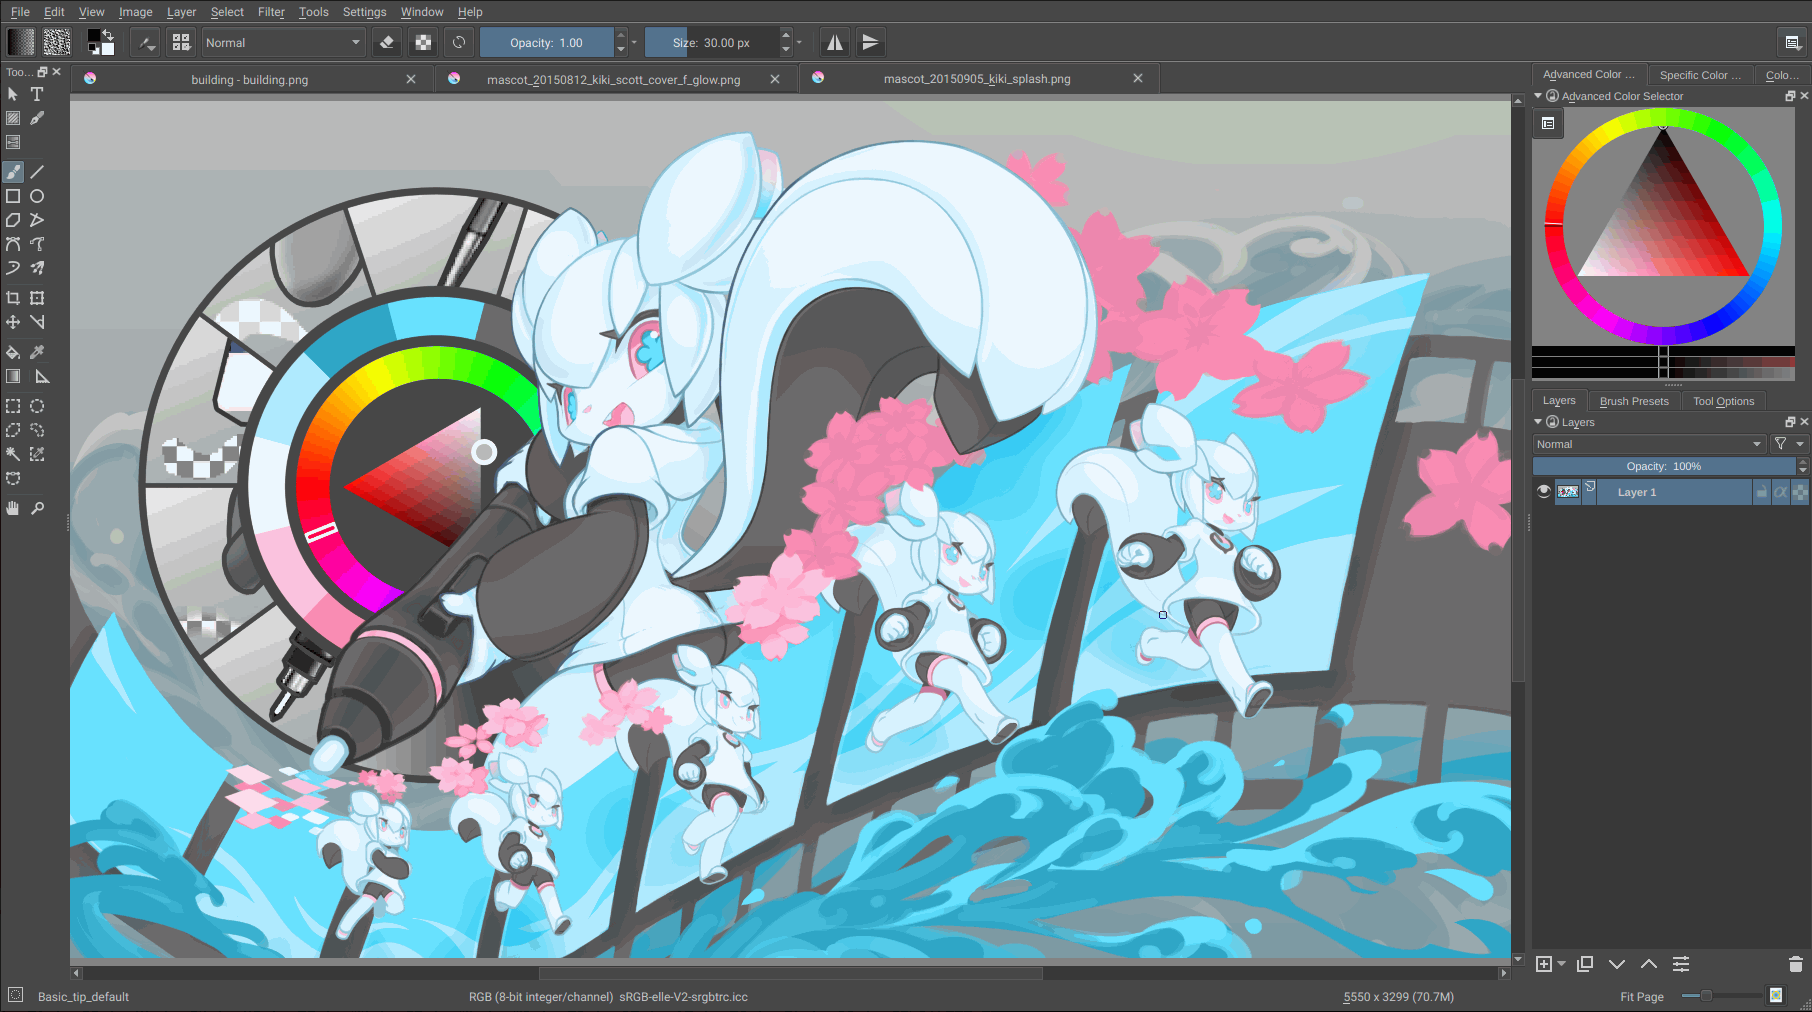 File Edit View Image Layer Select Filter Tools Settings Window Help
Normal Opacity: 1.00 Size: 30.00 px
Too...
building - building.png
mascot_20150812_kiki_scott_cover_f_glow.png
mascot_20150905_kiki_splash.png
Advanced Color ... Specific Color ... Colo...
Advanced Color Selector
Layers Brush Presets Tool Options
Layers
Normal
Opacity: 100%
Layer 1
Basic_tip_default
RGB (8-bit integer/channel) sRGB-elle-V2-srgbtrc.icc
5550 x 3299 (70.7M)
Fit Page